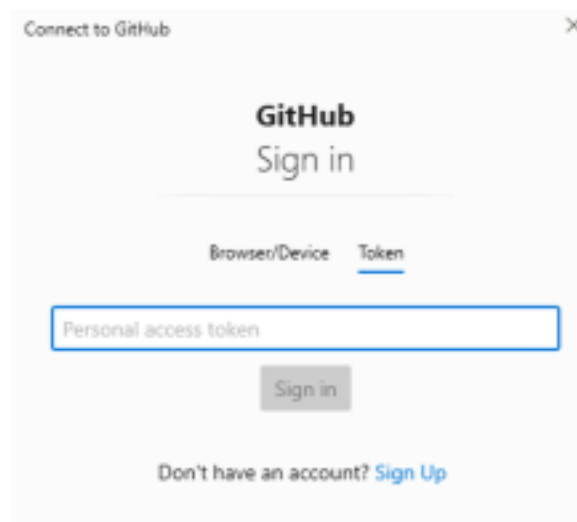 Connect to GitHub
GitHub
Sign in
Browser/Device Token
Personal access token
Sign in
Don't have an account? Sign Up